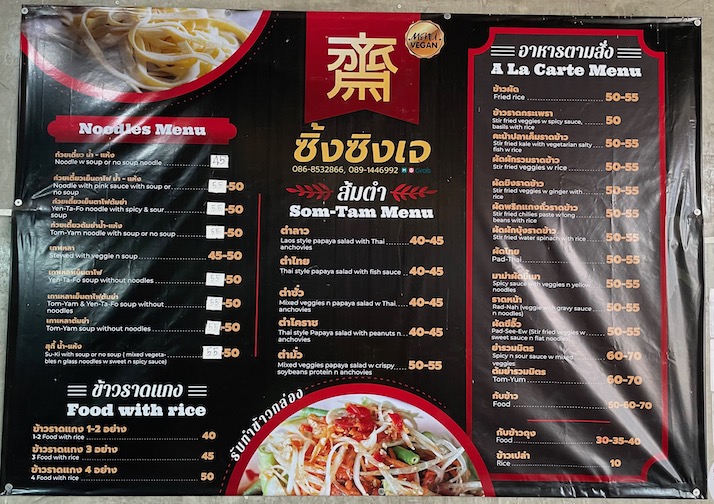 Noodles Menu
ก๋วยเตี๋ยว น้ำ - แห้ง
Noodle w soup or no soup noodle 45
ก๋วยเตี๋ยวเย็นตาโฟ น้ำ - แห้ง
Noodle with pink sauce with soup or no soup 55-50
ก๋วยเตี๋ยวเย็นตาโฟต้มยำ
Yen-Ta-Fo noodle with spicy & sour soup 55-50
ก๋วยเตี๋ยวต้มยำน้ำ-แห้ง
Tom-Yam noodle with soup or no soup 55-50
เกาเหลา
Stewed with veggie n soup 45-50
เกาเหลาเย็นตาโฟ
Yen-Ta-Fo soup without noodles 55-50
เกาเหลาเย็นตาโฟต้มยำ
Tom-Yam & Yen-Ta-Fo soup without noodles 55-50
เกาเหลาต้มยำ
Tom-Yam soup without noodles -50
สุกี้ น้ำ-แห้ง
Su-Ki with soup or no soup ( mixed vegeta-
bles n glass noodles w sweet n spicy sauce) 55-50
ข้าวราดแกง
Food with rice
ข้าวราดแกง 1-2 อย่าง
1-2 Food with rice 40
ข้าวราดแกง 3 อย่าง
3 Food with rice 45
ข้าวราดแกง 4 อย่าง
4 Food with rice 50
齋
MENU
VEGAN
ซิ้งซิงเจ
086-8532866, 089-1446992 Grab
ส้มตำ
Som-Tam Menu
ตำลาว
Laos style papaya salad with Thai anchovies 40-45
ตำไทย
Thai style papaya salad with fish sauce 40-45
ตำซั่ว
Mixed veggies n papaya salad w Thai anchovies 40-45
ตำโคราช
Thai style Papaya salad with peanuts n anchovies 40-45
ตำมั่ว
Mixed veggies papaya salad w crispy soybeans protein n anchovies 50-55
รับทำข้าวกล่อง
อาหารตามสั่ง
A La Carte Menu
ข้าวผัด
Fried rice 50-55
ข้าวราดกระเพรา
Stir fried veggies w spicy sauce, basils with rice 50
คะน้าปลาเค็มราดข้าว
Stir fried kale with vegetarian salty fish w rice 50-55
ผัดผักรวมราดข้าว
Stir fried veggies w rice 50-55
ผัดขิงราดข้าว
Stir fried veggies w ginger with rice 50-55
ผัดพริกแกงถั่วราดข้าว
Stir fried chilies paste w long beans with rice 50-55
ผัดผักบุ้งราดข้าว
Stir fried water spinach with rice 50-55
ผัดไทย
Pad-Thai 50-55
Spicy sauce with veggies n yellow noodles 50-55
ราดหน้า
Rad-Nah (veggie with gravy sauce n noodles) 50-55
ผัดซีอิ๊ว
Pad-See-Ew (Stir fried veggies w sweet sauce n flat noodles) 50-55
ยำรวมมิตร
Spicy n sour sauce w mixed veggies 60-70
ต้มยำรวมมิตร
Tom-Yum 60-70
กับข้าว
Food 50-60-70
กับข้าวถุง
Food 30-35-40
ข้าวเปล่า
Rice 10